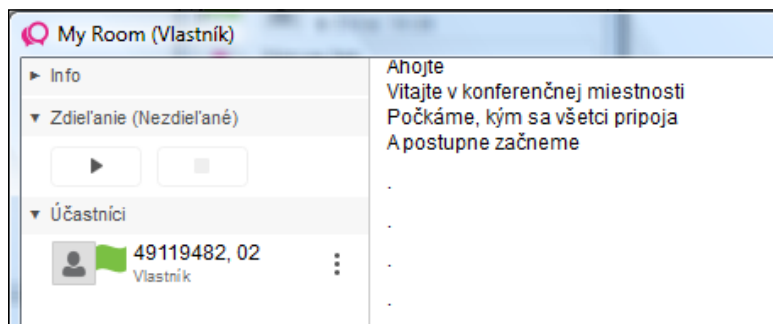 My Room (Vlastník)
Info
Zdieľanie (Nezdieľané)
Účastníci
49119482, 02
Vlastník
Ahojte
Vitajte v konferenčnej miestnosti
Počkáme, kým sa všetci pripoja
A postupne začneme
.
.
.
.